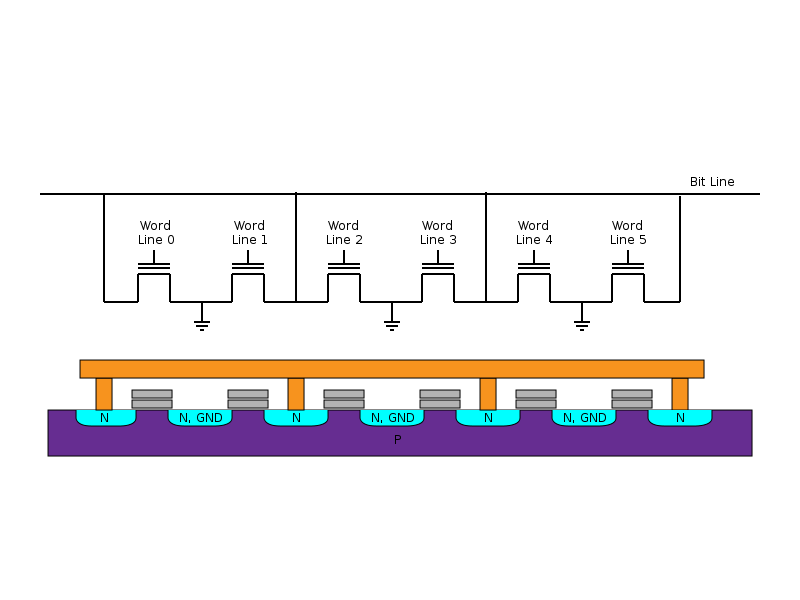 Bit Line
Word
Line 0
Word
Line 1
Word
Line 2
Word
Line 3
Word
Line 4
Word
Line 5
N
N, GND
N
N, GND
N
N, GND
N
P